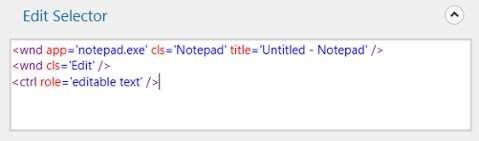 Edit Selector
<wnd app='notepad.exe' cls='Notepad' title='Untitled - Notepad' />
<wnd cls='Edit' />
<ctrl role='editable text' />